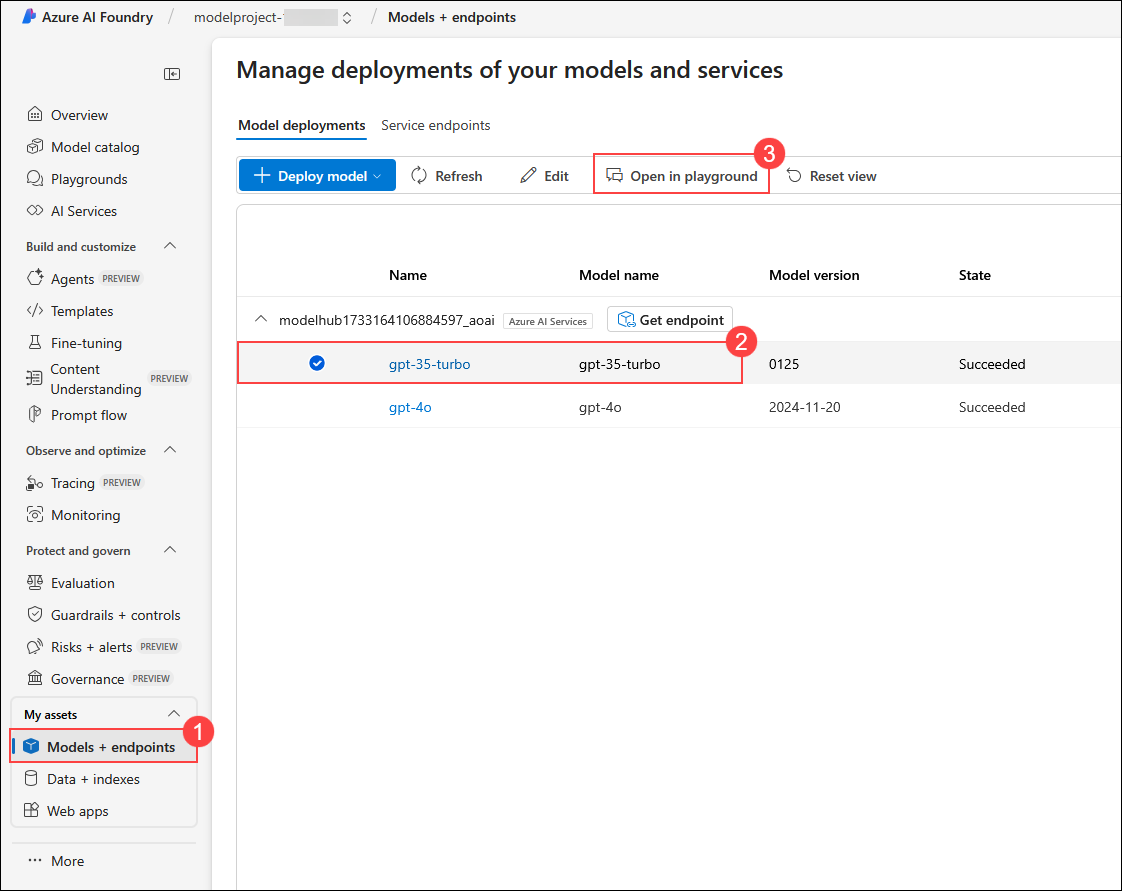 Azure AI Foundry / modelproject- / Models + endpoints
Overview
Model catalog
Playgrounds
AI Services
Build and customize
Agents PREVIEW
Templates
Fine-tuning
Content
Understanding PREVIEW
Prompt flow
Observe and optimize
Tracing PREVIEW
Monitoring
Protect and govern
Evaluation
Guardrails + controls
Risks + alerts PREVIEW
Governance PREVIEW
My assets
1
Models + endpoints
Data + indexes
Web apps
More
Manage deployments of your models and services
Model deployments Service endpoints
3
Deploy model Refresh Edit Open in playground Reset view
Name Model name Model version State
modelhub1733164106884597_aoai Azure AI Services Get endpoint
2
gpt-35-turbo gpt-35-turbo 0125 Succeeded
gpt-4o gpt-4o 2024-11-20 Succeeded